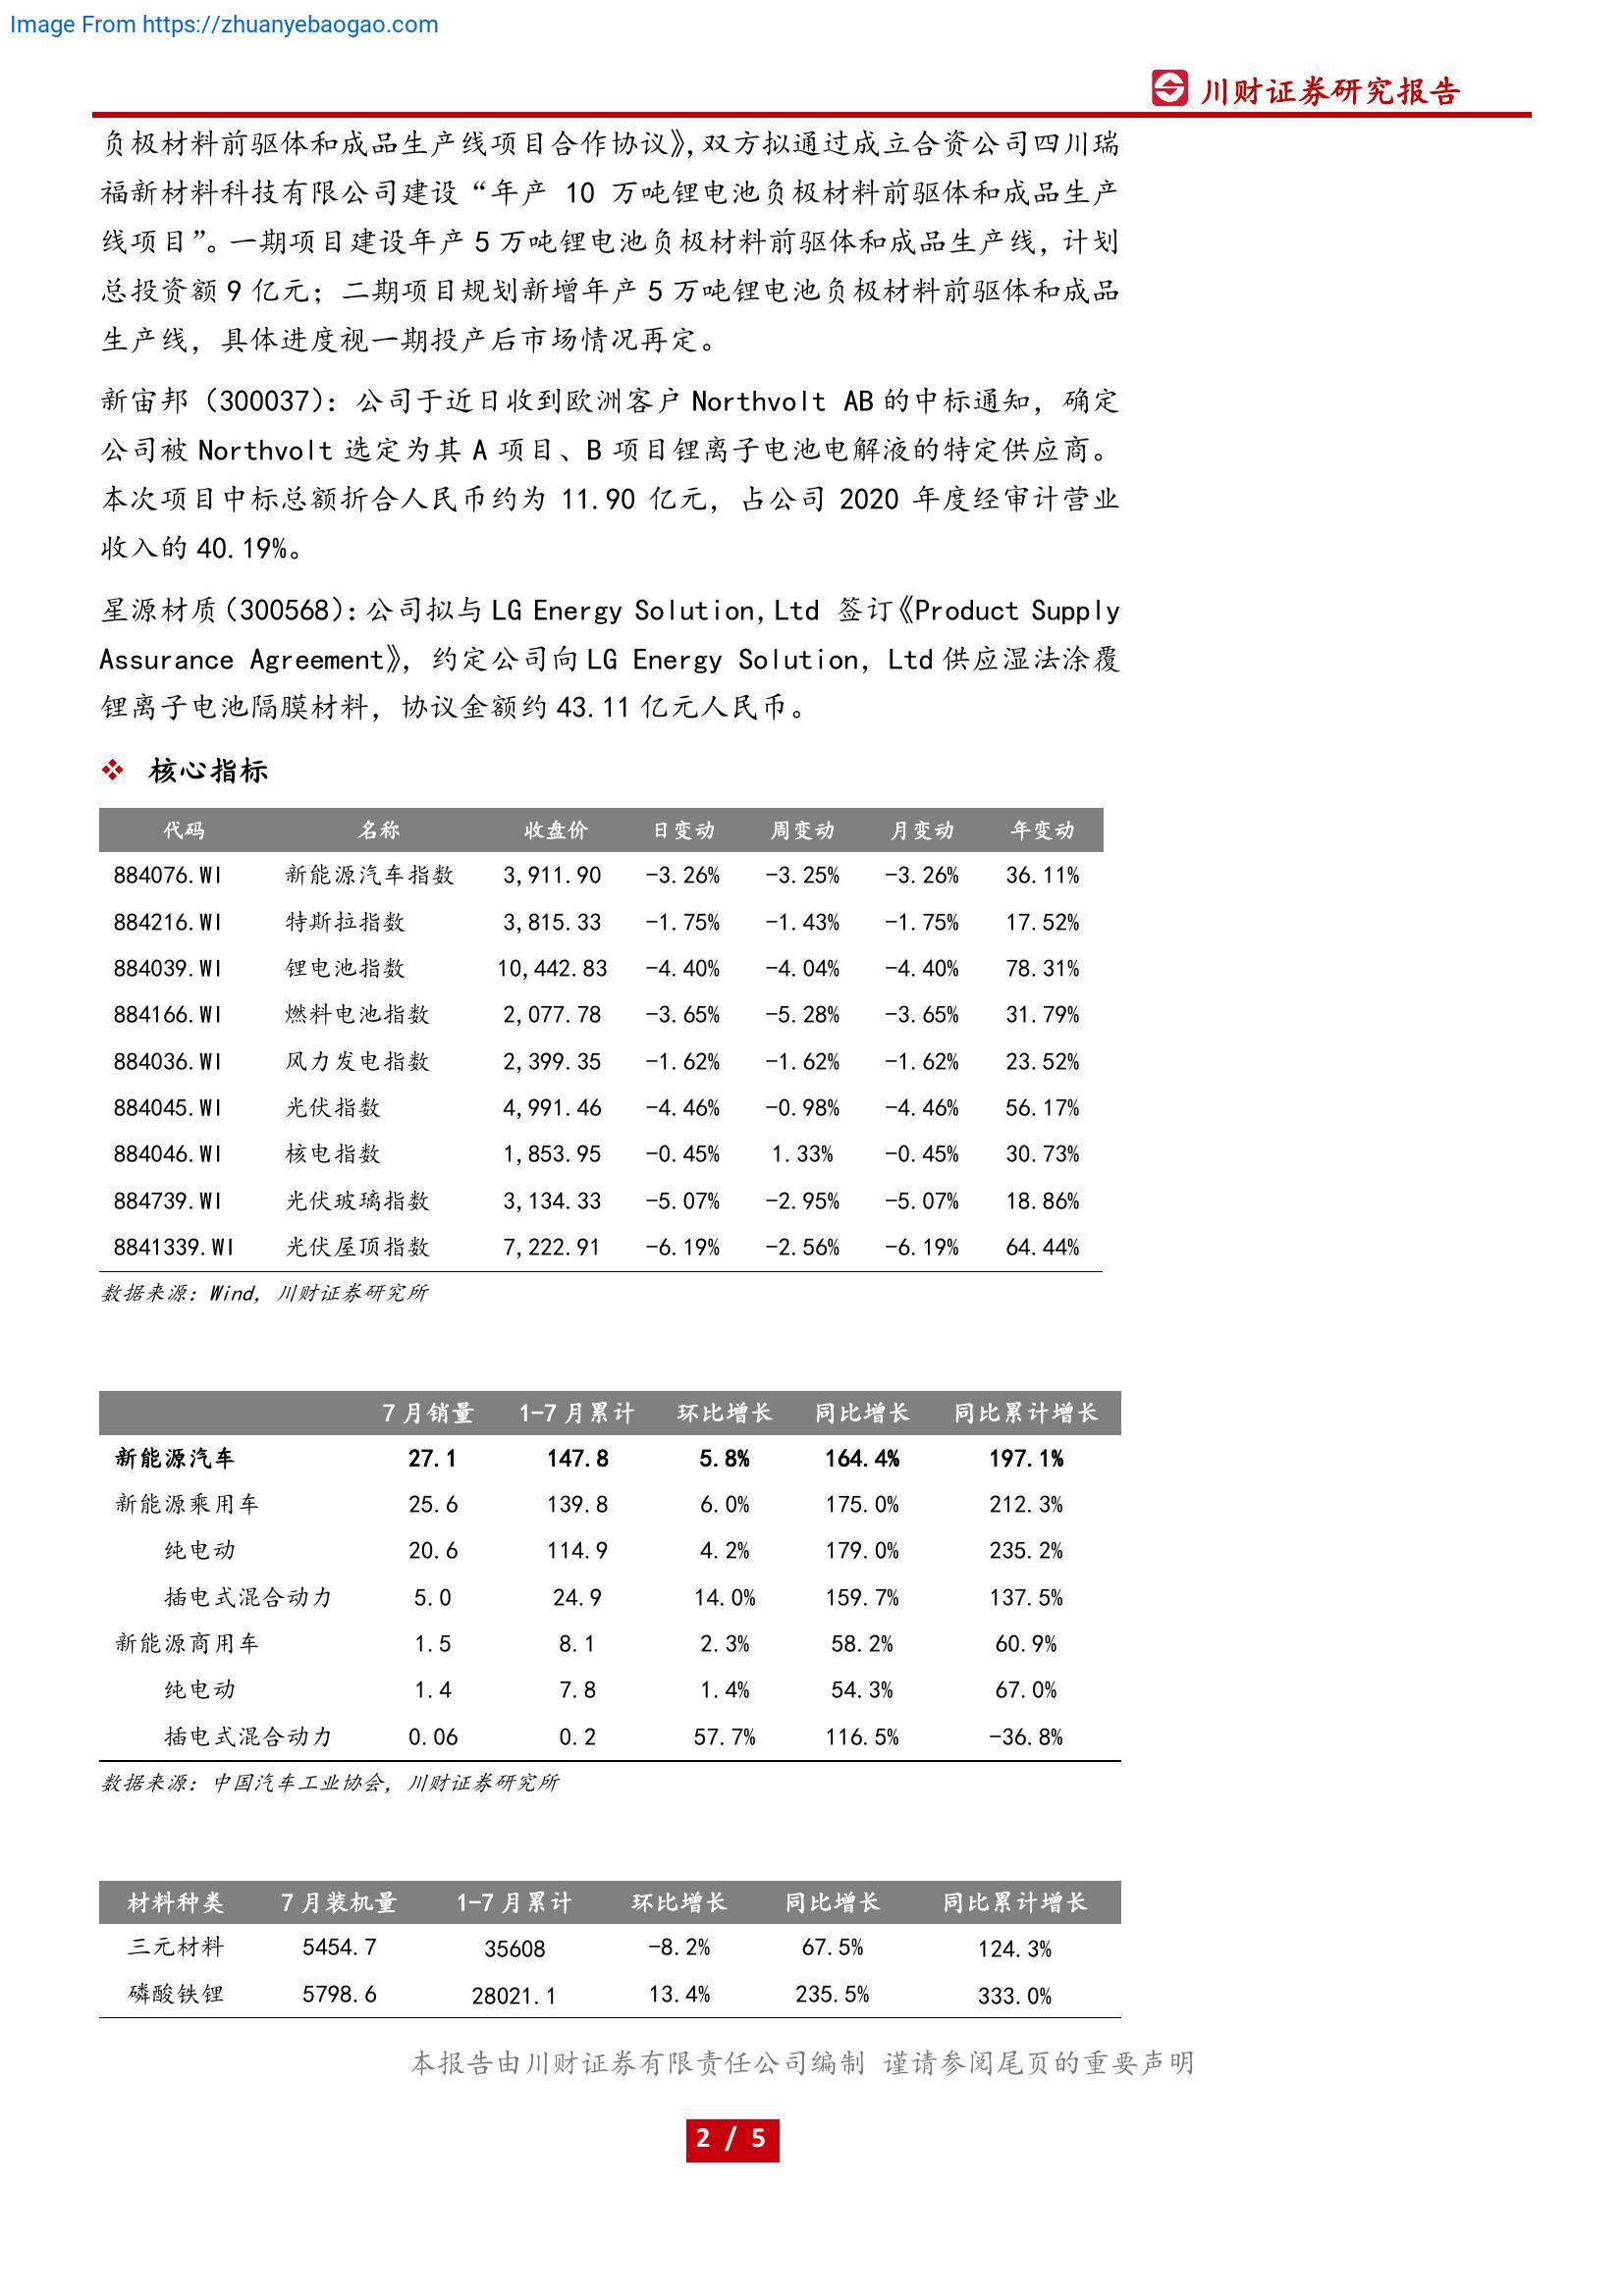 Image From https://zhuanyebaogao.com
川财证券研究报告
负极材料前驱体和成品生产线项目合作协议》,双方拟通过成立合资公司四川瑞
福新材料科技有限公司建设“年产 10 万吨锂电池负极材料前驱体和成品生产
线项目”。一期项目建设年产 5 万吨锂电池负极材料前驱体和成品生产线，计划
总投资额 9 亿元；二期项目规划新增年产 5 万吨锂电池负极材料前驱体和成品
生产线，具体进度视一期投产后市场情况再定。
新宙邦（300037）：公司于近日收到欧洲客户 Northvolt AB 的中标通知，确定
公司被 Northvolt 选定为其 A 项目、B 项目锂离子电池电解液的特定供应商。
本次项目中标总额折合人民币约为 11.90 亿元，占公司 2020 年度经审计营业
收入的 40.19%。
星源材质（300568）：公司拟与 LG Energy Solution, Ltd 签订《Product Supply
Assurance Agreement》，约定公司向 LG Energy Solution, Ltd 供应湿法涂覆
锂离子电池隔膜材料，协议金额约 43.11 亿元人民币。
❖ 核心指标
代码 名称 收盘价 日变动 周变动 月变动 年变动
884076.WI 新能源汽车指数 3,911.90 -3.26% -3.25% -3.26% 36.11%
884216.WI 特斯拉指数 3,815.33 -1.75% -1.43% -1.75% 17.52%
884039.WI 锂电池指数 10,442.83 -4.40% -4.04% -4.40% 78.31%
884166.WI 燃料电池指数 2,077.78 -3.65% -5.28% -3.65% 31.79%
884036.WI 风力发电指数 2,399.35 -1.62% -1.62% -1.62% 23.52%
884045.WI 光伏指数 4,991.46 -4.46% -0.98% -4.46% 56.17%
884046.WI 核电指数 1,853.95 -0.45% 1.33% -0.45% 30.73%
884739.WI 光伏玻璃指数 3,134.33 -5.07% -2.95% -5.07% 18.86%
8841339.WI 光伏屋顶指数 7,222.91 -6.19% -2.56% -6.19% 64.44%
数据来源：Wind，川财证券研究所
7 月销量 1-7 月累计 环比增长 同比增长 同比累计增长
新能源汽车 27.1 147.8 5.8% 164.4% 197.1%
新能源乘用车 25.6 139.8 6.0% 175.0% 212.3%
纯电动 20.6 114.9 4.2% 179.0% 235.2%
插电式混合动力 5.0 24.9 14.0% 159.7% 137.5%
新能源商用车 1.5 8.1 2.3% 58.2% 60.9%
纯电动 1.4 7.8 1.4% 54.3% 67.0%
插电式混合动力 0.06 0.2 57.7% 116.5% -36.8%
数据来源：中国汽车工业协会，川财证券研究所
材料种类 7 月装机量 1-7 月累计 环比增长 同比增长 同比累计增长
三元材料 5454.7 35608 -8.2% 67.5% 124.3%
磷酸铁锂 5798.6 28021.1 13.4% 235.5% 333.0%
本报告由川财证券有限责任公司编制 谨请参阅尾页的重要声明
2 / 5